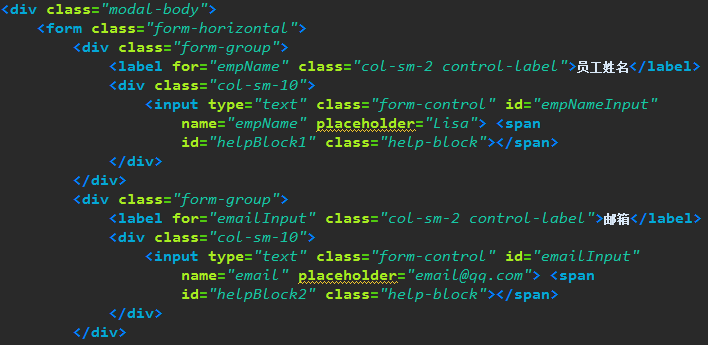 <div class="modal-body">
<form class="form-horizontal">
<div class="form-group">
<label for="empName" class="col-sm-2 control-label">员工姓名</label>
<div class="col-sm-10">
<input type="text" class="form-control" id="empNameInput"
name="empName" placeholder="Lisa"> <span
id="helpBlock1" class="help-block"></span>
</div>
</div>
<div class="form-group">
<label for="emailInput" class="col-sm-2 control-label">邮箱</label>
<div class="col-sm-10">
<input type="text" class="form-control" id="emailInput"
name="email" placeholder="email@qq.com"> <span
id="helpBlock2" class="help-block"></span>
</div>
</div>